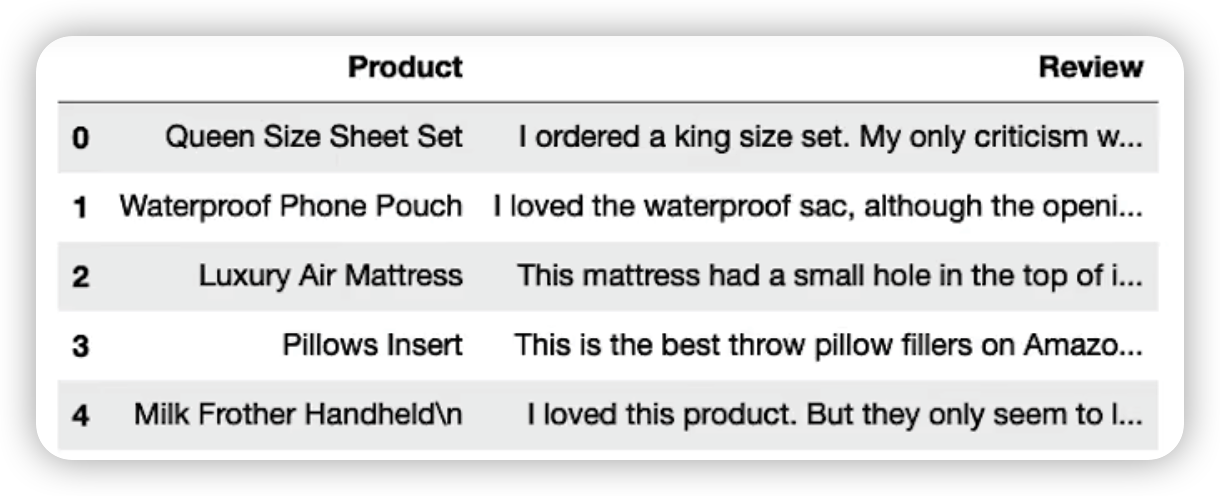 Product Review
0 Queen Size Sheet Set I ordered a king size set. My only criticism w...
1 Waterproof Phone Pouch I loved the waterproof sac, although the openi...
2 Luxury Air Mattress This mattress had a small hole in the top of i...
3 Pillows Insert This is the best throw pillow fillers on Amazo...
4 Milk Frother Handheld\n I loved this product. But they only seem to l...